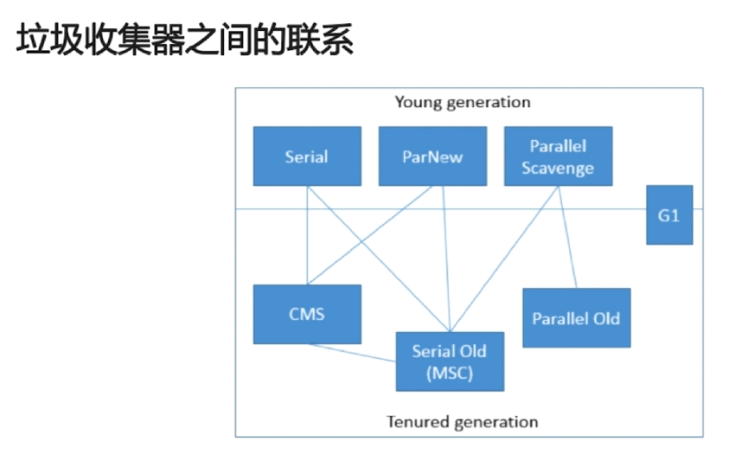 垃圾收集器之间的联系
Young generation
Serial
ParNew
Parallel
Scavenge
G1
CMS
Serial Old
(MSC)
Parallel Old
Tenured generation